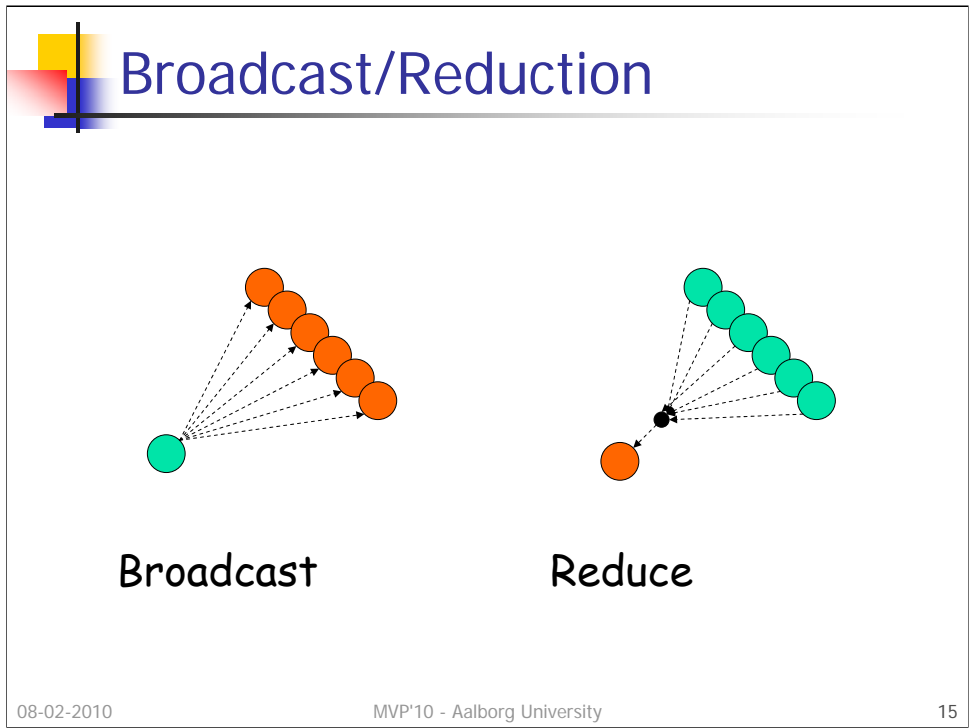 Broadcast/Reduction
Broadcast
Reduce
08-02-2010
MVP'10 - Aalborg University
15